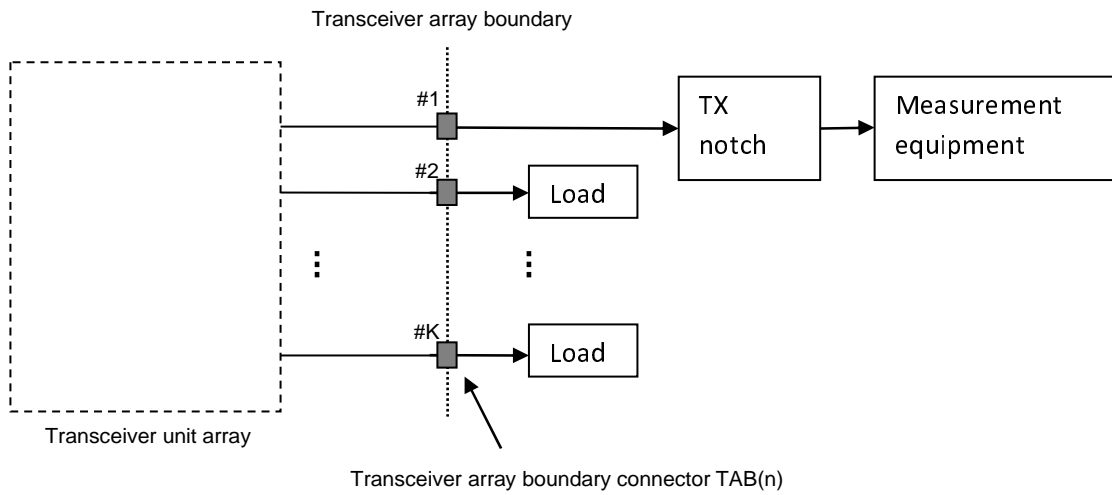 Transceiver array boundary
#1
TX
notch
Measurement
equipment
#2
Load
#K
Load
Transceiver unit array
Transceiver array boundary connector TAB(n)